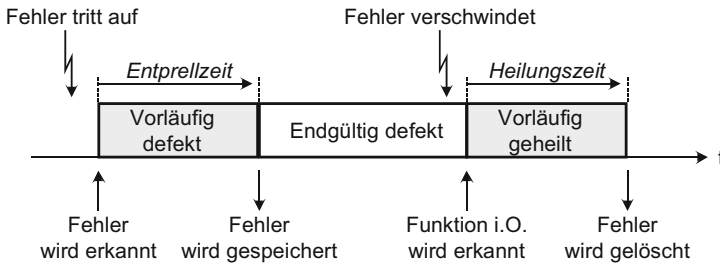 Fehler tritt auf
Fehler verschwindet
Entprellzeit
Heilungszeit
Vorläufig
defekt
Endgültig defekt
Vorläufig
geheilt
t
Fehler
wird erkannt
Fehler
wird gespeichert
Funktion i.O.
wird erkannt
Fehler
wird gelöscht